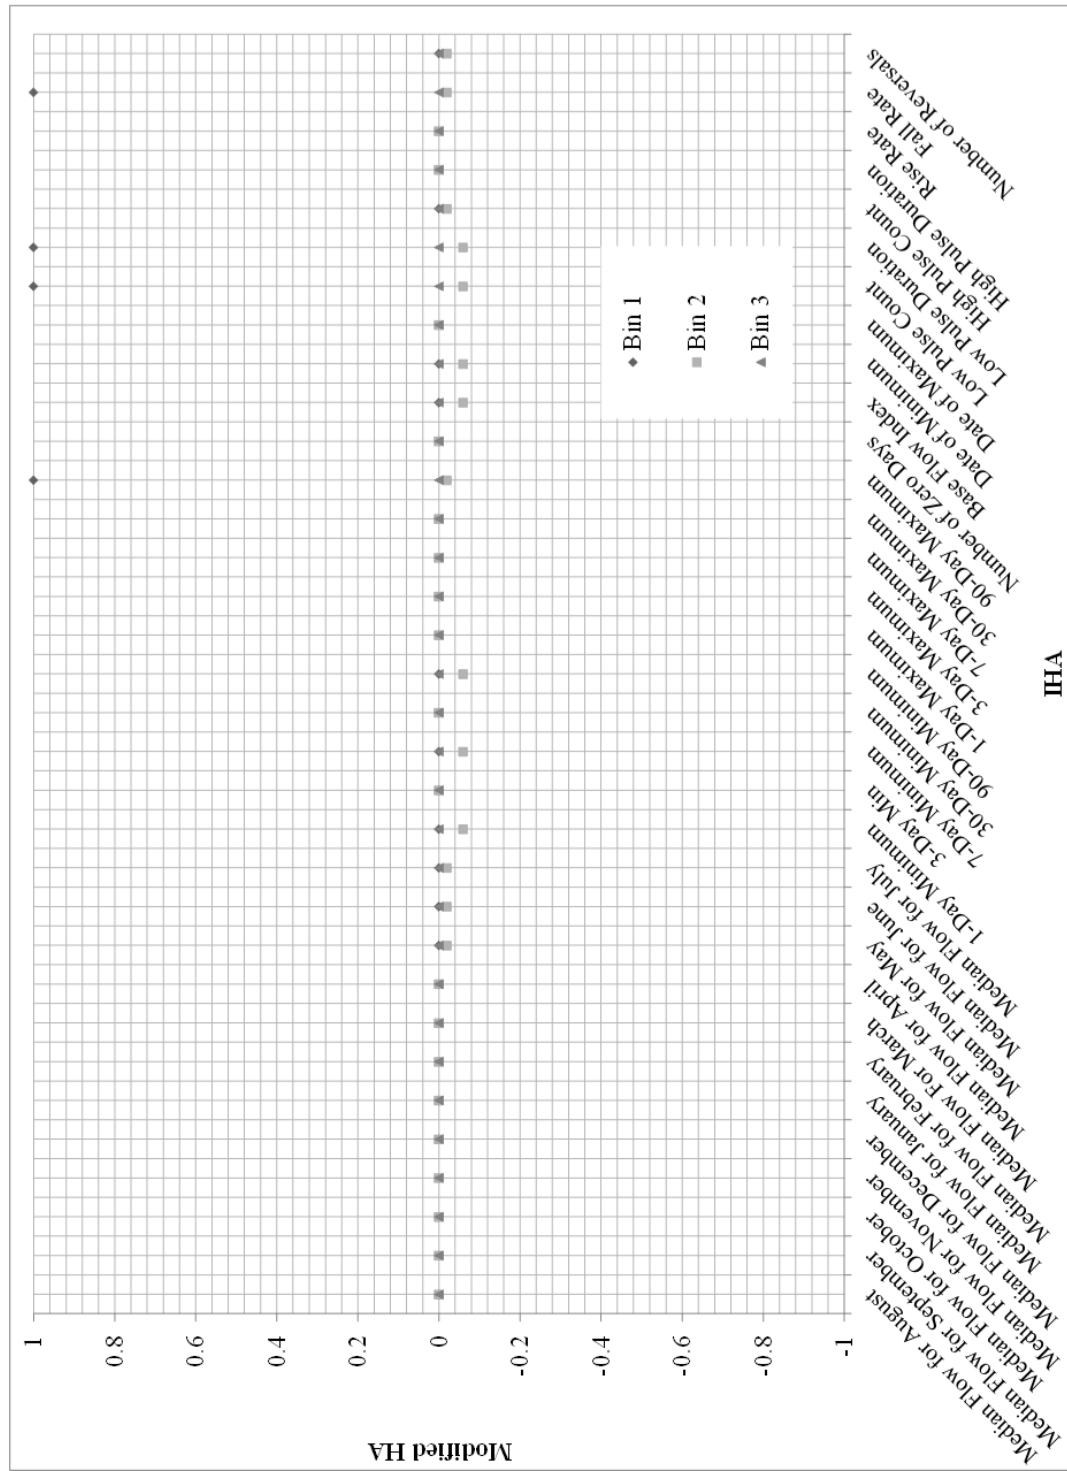 Modified HA
1
0.8
0.6
0.4
0.2
0
-0.2
-0.4
-0.6
-0.8
-1
Bin 1
Bin 2
Bin 3
Median Flow for August
Median Flow for September
Median Flow for October
Median Flow for November
Median Flow for December
Median Flow for January
Median Flow for February
Median Flow For March
Median Flow for April
Median Flow for May
Median Flow for June
Median Flow for July
1-Day Minimum
3-Day Min
7-Day Minimum
30-Day Minimum
90-Day Minimum
1-Day Maximum
3-Day Maximum
7-Day Maximum
30-Day Maximum
90-Day Maximum
Number of Zero Days
Base Flow Index
Date of Minimum
Date of Maximum
Low Pulse Count
Low Pulse Duration
High Pulse Count
High Pulse Duration
Rise Rate
Fall Rate
Number of Reversals
IHA